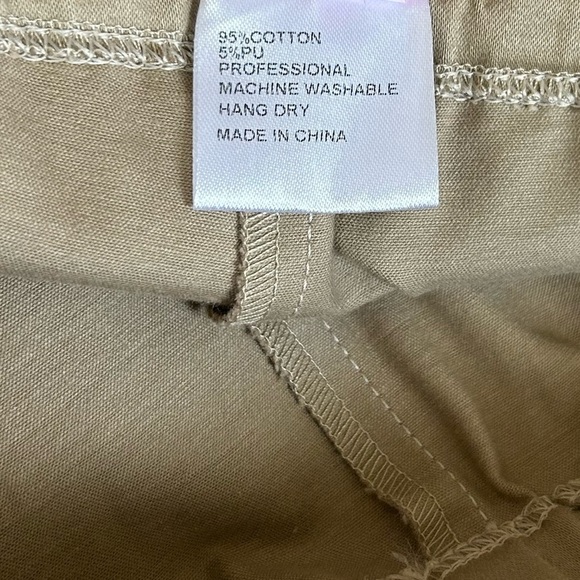 95%COTTON
5%PU
PROFESSIONAL
MACHINE WASHABLE
HANG DRY
MADE IN CHINA